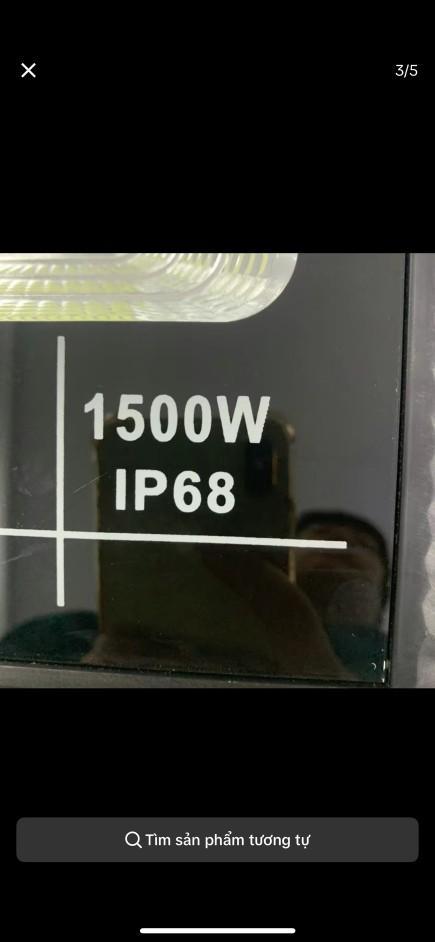 3/5
1500W
IP68
Tìm sản phẩm tương tự